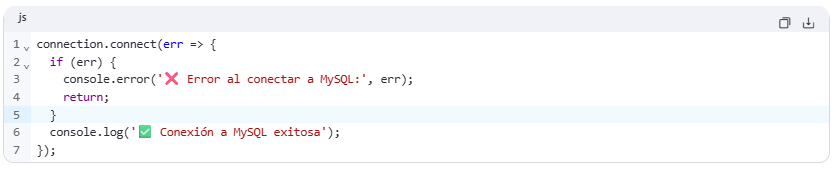 js
1 connection.connect(err => {
2   if (err) {
3     console.error('❌ Error al conectar a MySQL:', err);
4     return;
5   }
6   console.log('✅ Conexión a MySQL exitosa');
7 });